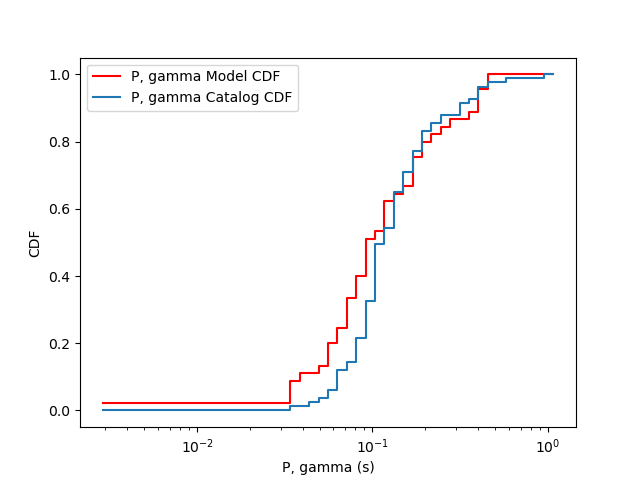 P, gamma Model CDF
P, gamma Catalog CDF
1.0
0.8
0.6
0.4
0.2
0.0
CDF
10⁻²
10⁻¹
10⁰
P, gamma (s)